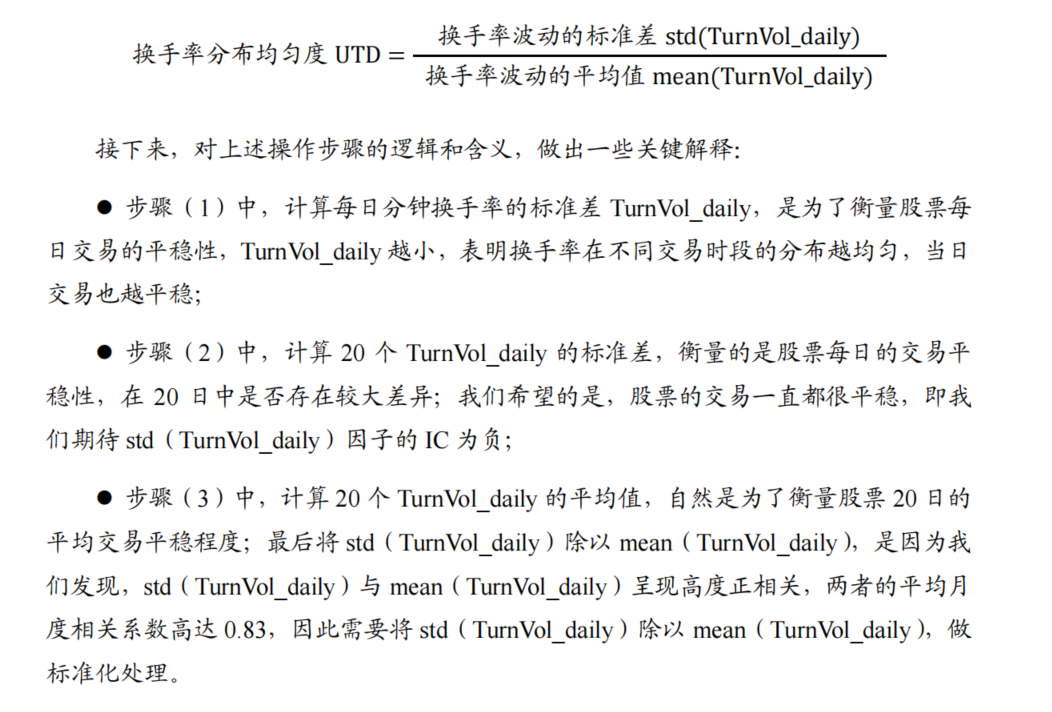 换手率分布均匀度 UTD = 换手率波动的标准差 std(TurnVol_daily)
换手率波动的平均值 mean(TurnVol_daily)
接下来，对上述操作步骤的逻辑和含义，做出一些关键解释：
● 步骤（1）中，计算每日分钟换手率的标准差 TurnVol_daily，是为了衡量股票每
日交易的平稳性，TurnVol_daily 越小，表明换手率在不同交易时段的分布越均匀，当日
交易也越平稳；
● 步骤（2）中，计算 20 个 TurnVol_daily 的标准差，衡量的是股票每日的交易平
稳性，在 20 日中是否存在较大差异；我们希望的是，股票的交易一直都很平稳，即我
们期待 std（TurnVol_daily）因子的 IC 为负；
● 步骤（3）中，计算 20 个 TurnVol_daily 的平均值，自然是为了衡量股票 20 日的
平均交易平稳程度；最后将 std（TurnVol_daily）除以 mean（TurnVol_daily），是因为我
们发现，std（TurnVol_daily）与 mean（TurnVol_daily）呈现高度正相关，两者的平均月
度相关系数高达 0.83，因此需要将 std（TurnVol_daily）除以 mean（TurnVol_daily），做
标准化处理。